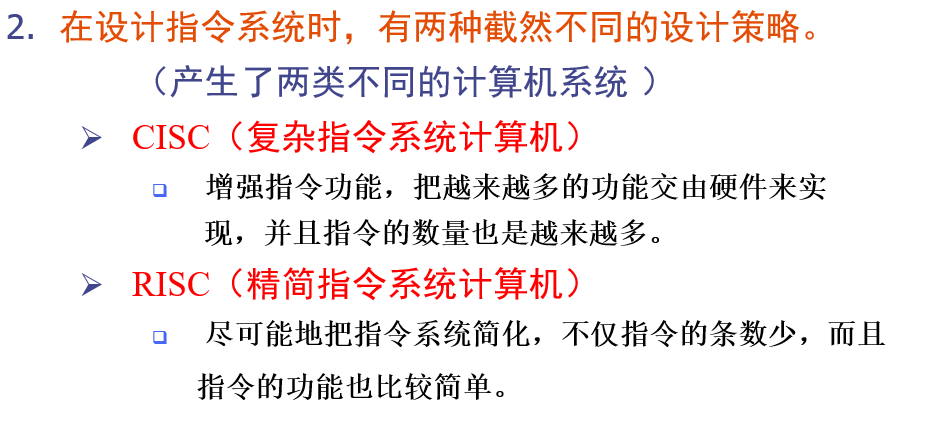 2. 在设计指令系统时，有两种截然不同的设计策略。
（产生了两类不同的计算机系统 ）
CISC（复杂指令系统计算机）
增强指令功能，把越来越多的功能交由硬件来实
现，并且指令的数量也是越来越多。
RISC（精简指令系统计算机）
尽可能地把指令系统简化，不仅指令的条数少，而且
指令的功能也比较简单。